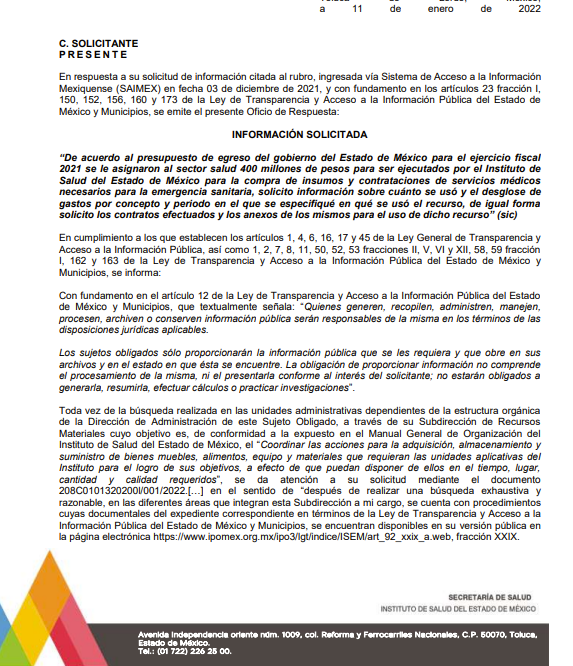 a 11 de enero de 2022
C. SOLICITANTE
P R E S E N T E
En respuesta a su solicitud de información citada al rubro, ingresada vía Sistema de Acceso a la Información
Mexiquense (SAIMEX) en fecha 03 de diciembre de 2021, y con fundamento en los artículos 23 fracción I,
150, 152, 156, 160 y 173 de la Ley de Transparencia y Acceso a la Información Pública del Estado de
México y Municipios, se emite el presente Oficio de Respuesta:
INFORMACIÓN SOLICITADA
“De acuerdo al presupuesto de egreso del gobierno del Estado de México para el ejercicio fiscal
2021 se le asignaron al sector salud 400 millones de pesos para ser ejecutados por el Instituto de
Salud del Estado de México para la compra de insumos y contrataciones de servicios médicos
necesarios para la emergencia sanitaria, solicito información sobre cuánto se usó y el desglose de
gastos por concepto y periodo en el que se especifiqué en qué se usó el recurso, de igual forma
solicito los contratos efectuados y los anexos de los mismos para el uso de dicho recurso” (sic)
En cumplimiento a los que establecen los artículos 1, 4, 6, 16, 17 y 45 de la Ley General de Transparencia y
Acceso a la Información Pública, así como 1, 2, 7, 8, 11, 50, 52, 53 fracciones II, V, VI y XII, 58, 59 fracción
I, 162 y 163 de la Ley de Transparencia y Acceso a la Información Pública del Estado de México y
Municipios, se informa:
Con fundamento en el artículo 12 de la Ley de Transparencia y Acceso a la Información Pública del Estado
de México y Municipios, que textualmente señala: “Quienes generen, recopilen, administren, manejen,
procesen, archiven o conserven información pública serán responsables de la misma en los términos de las
disposiciones jurídicas aplicables.
Los sujetos obligados sólo proporcionarán la información pública que se les requiera y que obre en sus
archivos y en el estado en que ésta se encuentre. La obligación de proporcionar información no comprende
el procesamiento de la misma, ni el presentarla conforme al interés del solicitante; no estarán obligados a
generarla, resumirla, efectuar cálculos o practicar investigaciones”.
Toda vez de la búsqueda realizada en las unidades administrativas dependientes de la estructura orgánica
de la Dirección de Administración de este Sujeto Obligado, a través de su Subdirección de Recursos
Materiales cuyo objetivo es, de conformidad a la expuesto en el Manual General de Organización del
Instituto de Salud del Estado de México, el “Coordinar las acciones para la adquisición, almacenamiento y
suministro de bienes muebles, alimentos, equipo y materiales que requieran las unidades aplicativas del
Instituto para el logro de sus objetivos, a efecto de que puedan disponer de ellos en el tiempo, lugar,
cantidad y calidad requeridos”, se da atención a su solicitud mediante el documento
208C0101320200I/001/2022.[…] en el sentido de “después de realizar una búsqueda exhaustiva y
razonable, en las diferentes áreas que integran esta Subdirección a mi cargo, se cuenta con procedimientos
cuyas documentales del expediente correspondiente en términos de la Ley de Transparencia y Acceso a la
Información Pública del Estado de México y Municipios, se encuentran disponibles en su versión pública en
la página electrónica https://www.ipomex.org.mx/ipo3/lgt/indice/ISEM/art_92_xxix_a.web, fracción XXIX.
SECRETARÍA DE SALUD
INSTITUTO DE SALUD DEL ESTADO DE MÉXICO
Avenida Independencia oriente núm. 1009, col. Reforma y Ferrocarriles Nacionales, C.P. 50070, Toluca,
Estado de México.
Tel.: (01 722) 226 25 00.